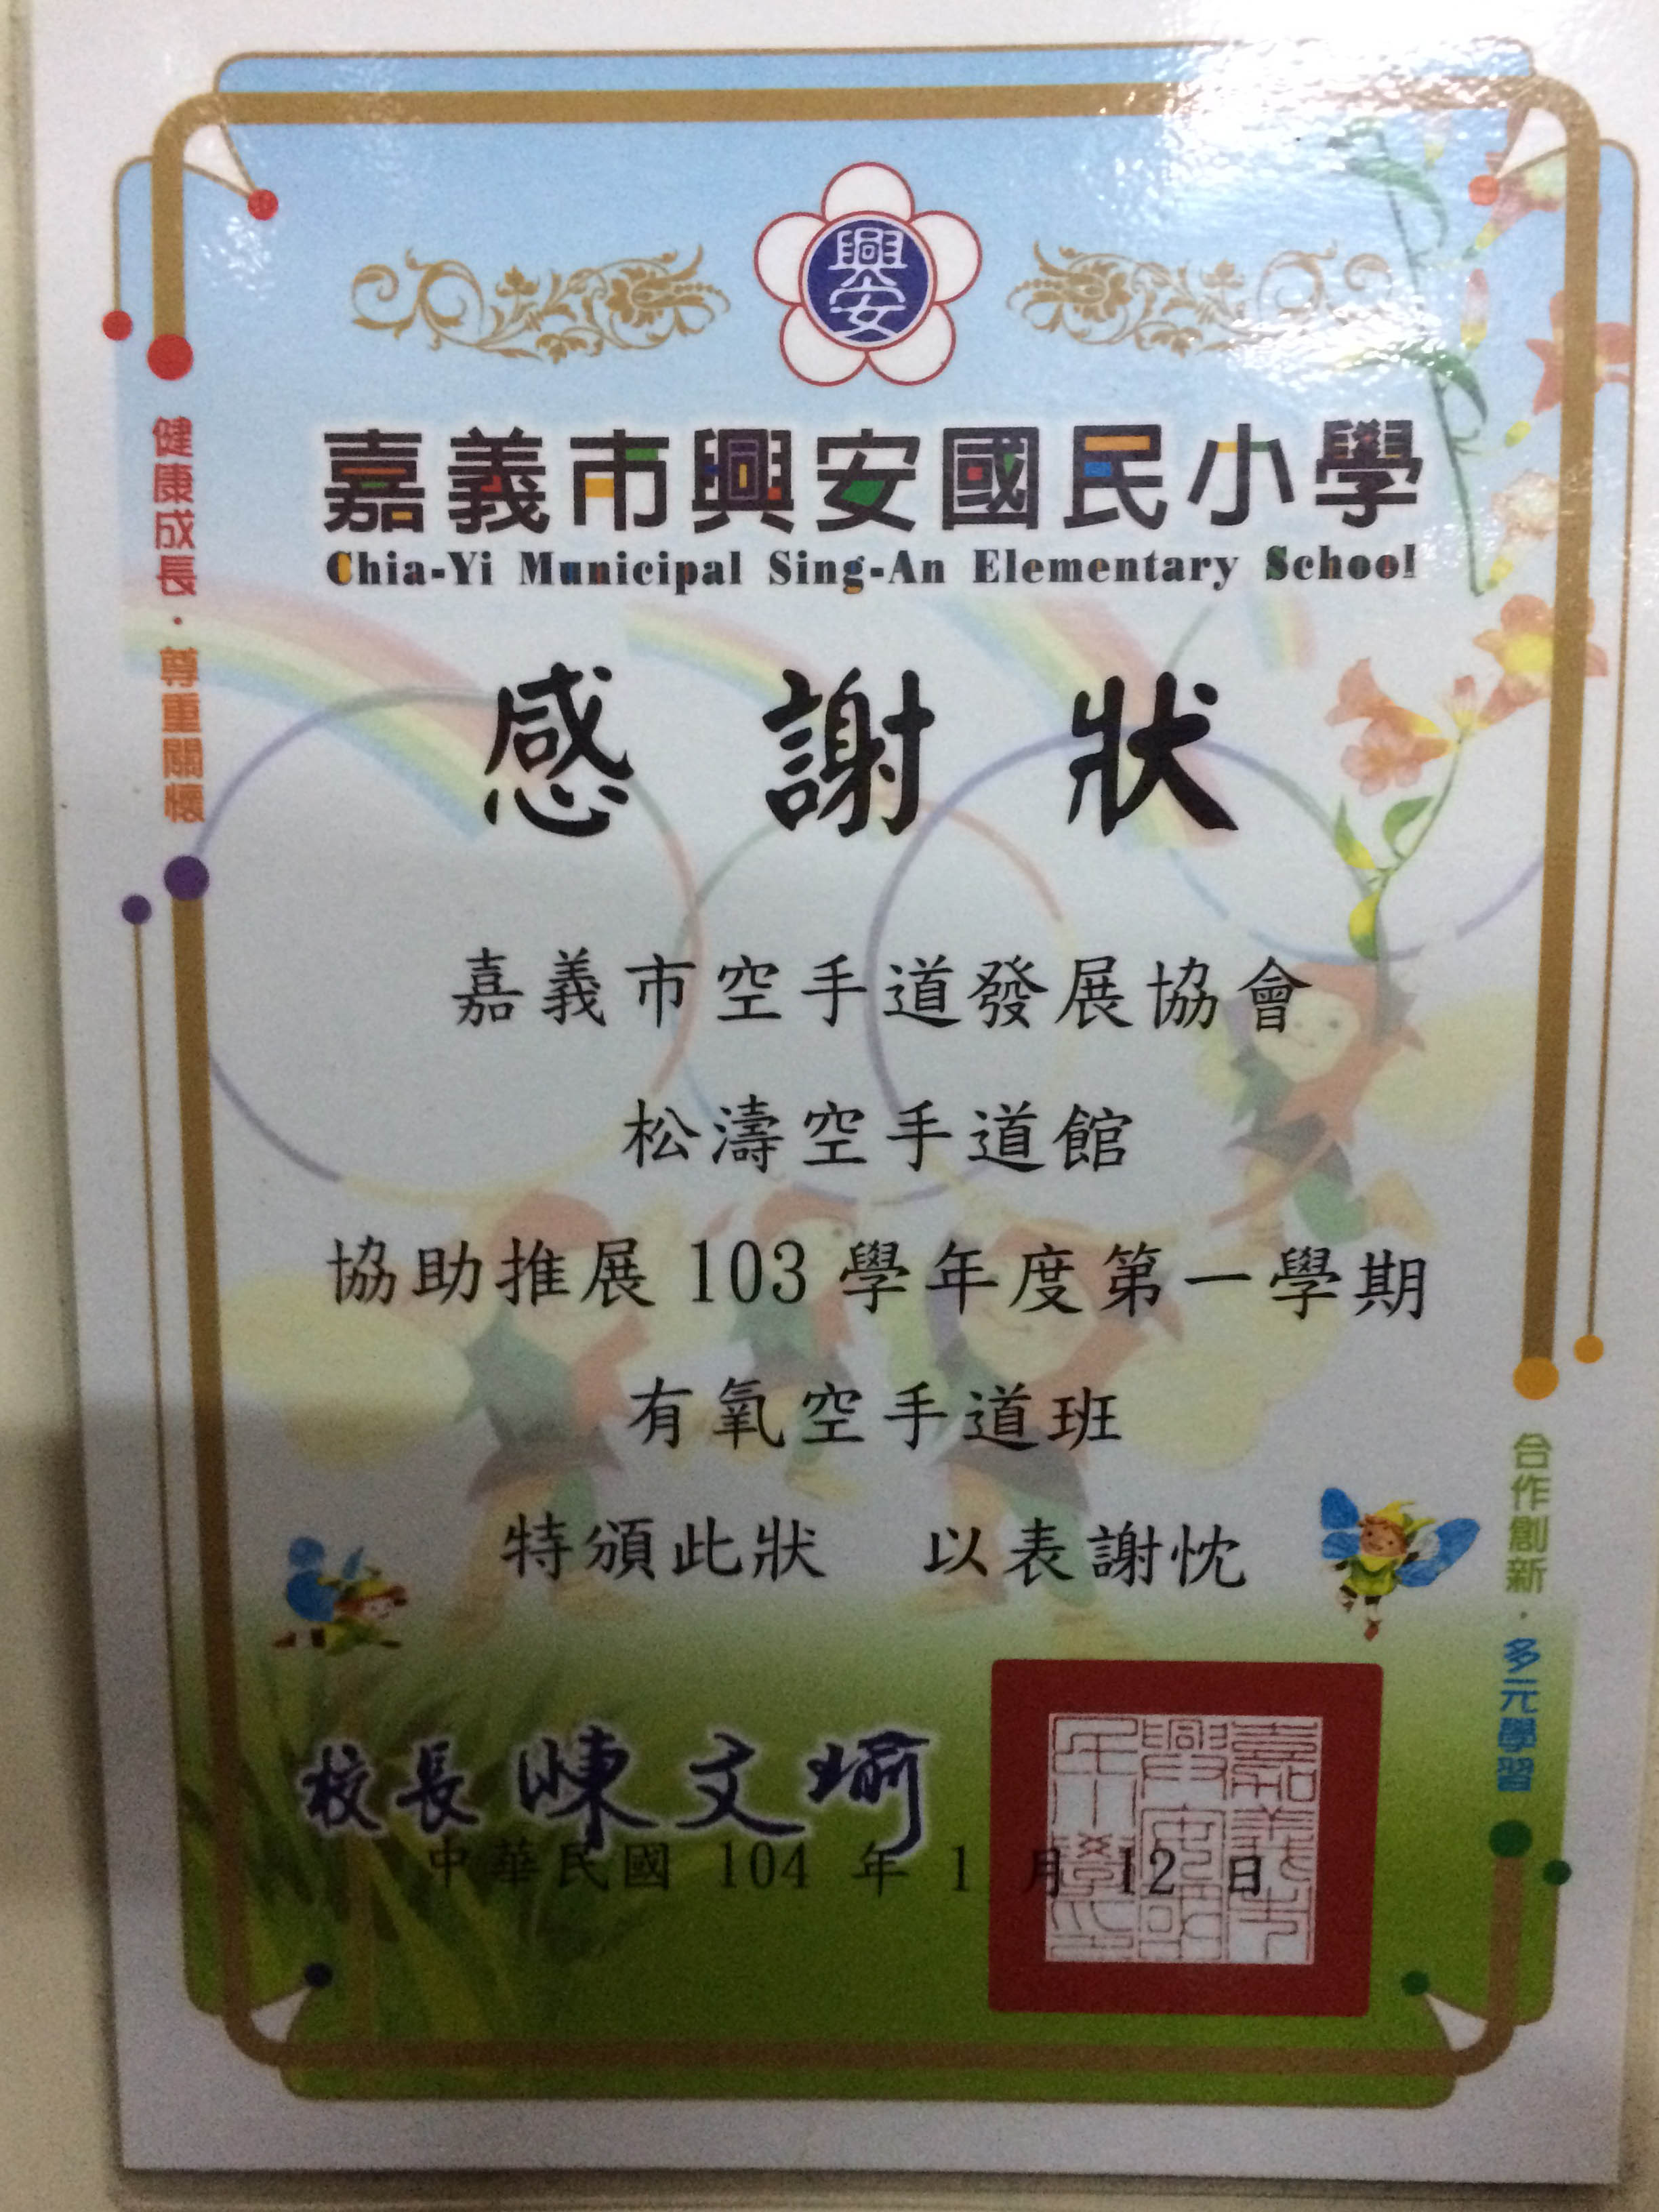 興安
嘉義市興安國民小學
Chia-Yi Municipal Sing-An Elementary School
健康成長・尊重關懷
感謝狀
嘉義市空手道發展協會
松濤空手道館
協助推展 103 學年度第一學期
有氧空手道班
特頒此狀 以表謝忱
合作創新・多元學習
校長 陳文瑜
中華民國 104 年 1 月 12 日